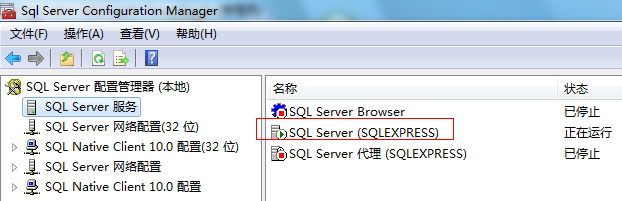 Sql Server Configuration Manager
文件(F) 操作(A) 查看(V) 帮助(H)
SQL Server 配置管理器 (本地)
SQL Server 服务
SQL Server 网络配置(32 位)
SQL Native Client 10.0 配置(32 位)
SQL Server 网络配置
SQL Native Client 10.0 配置
名称 状态
SQL Server Browser 已停止
SQL Server (SQLEXPRESS) 正在运行
SQL Server 代理 (SQLEXPRESS) 已停止